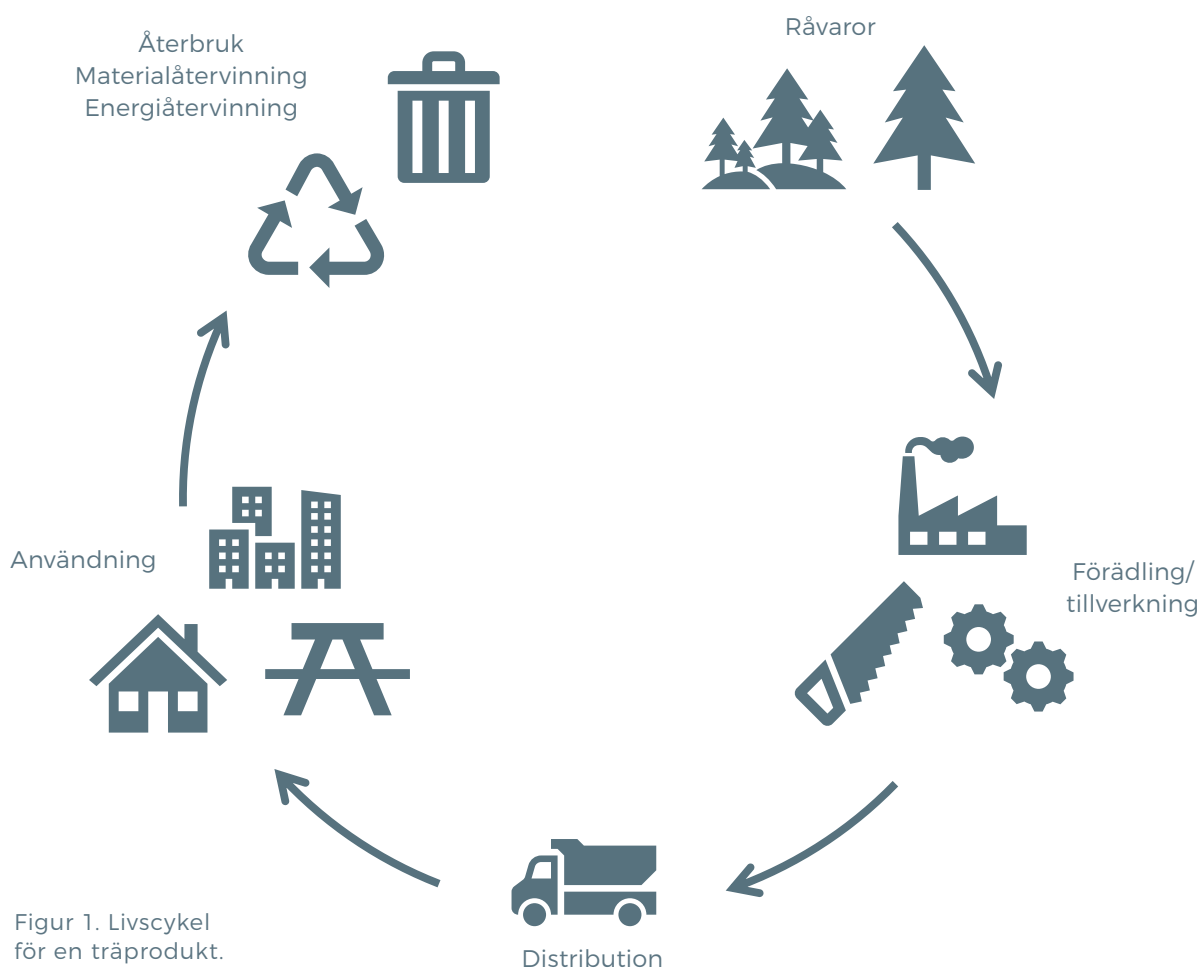 Återbruk
Materialåtervinning
Energiåtervinning
Råvaror
Användning
Förädling/
tillverkning
Distribution
Figur 1. Livscykel
för en träprodukt.